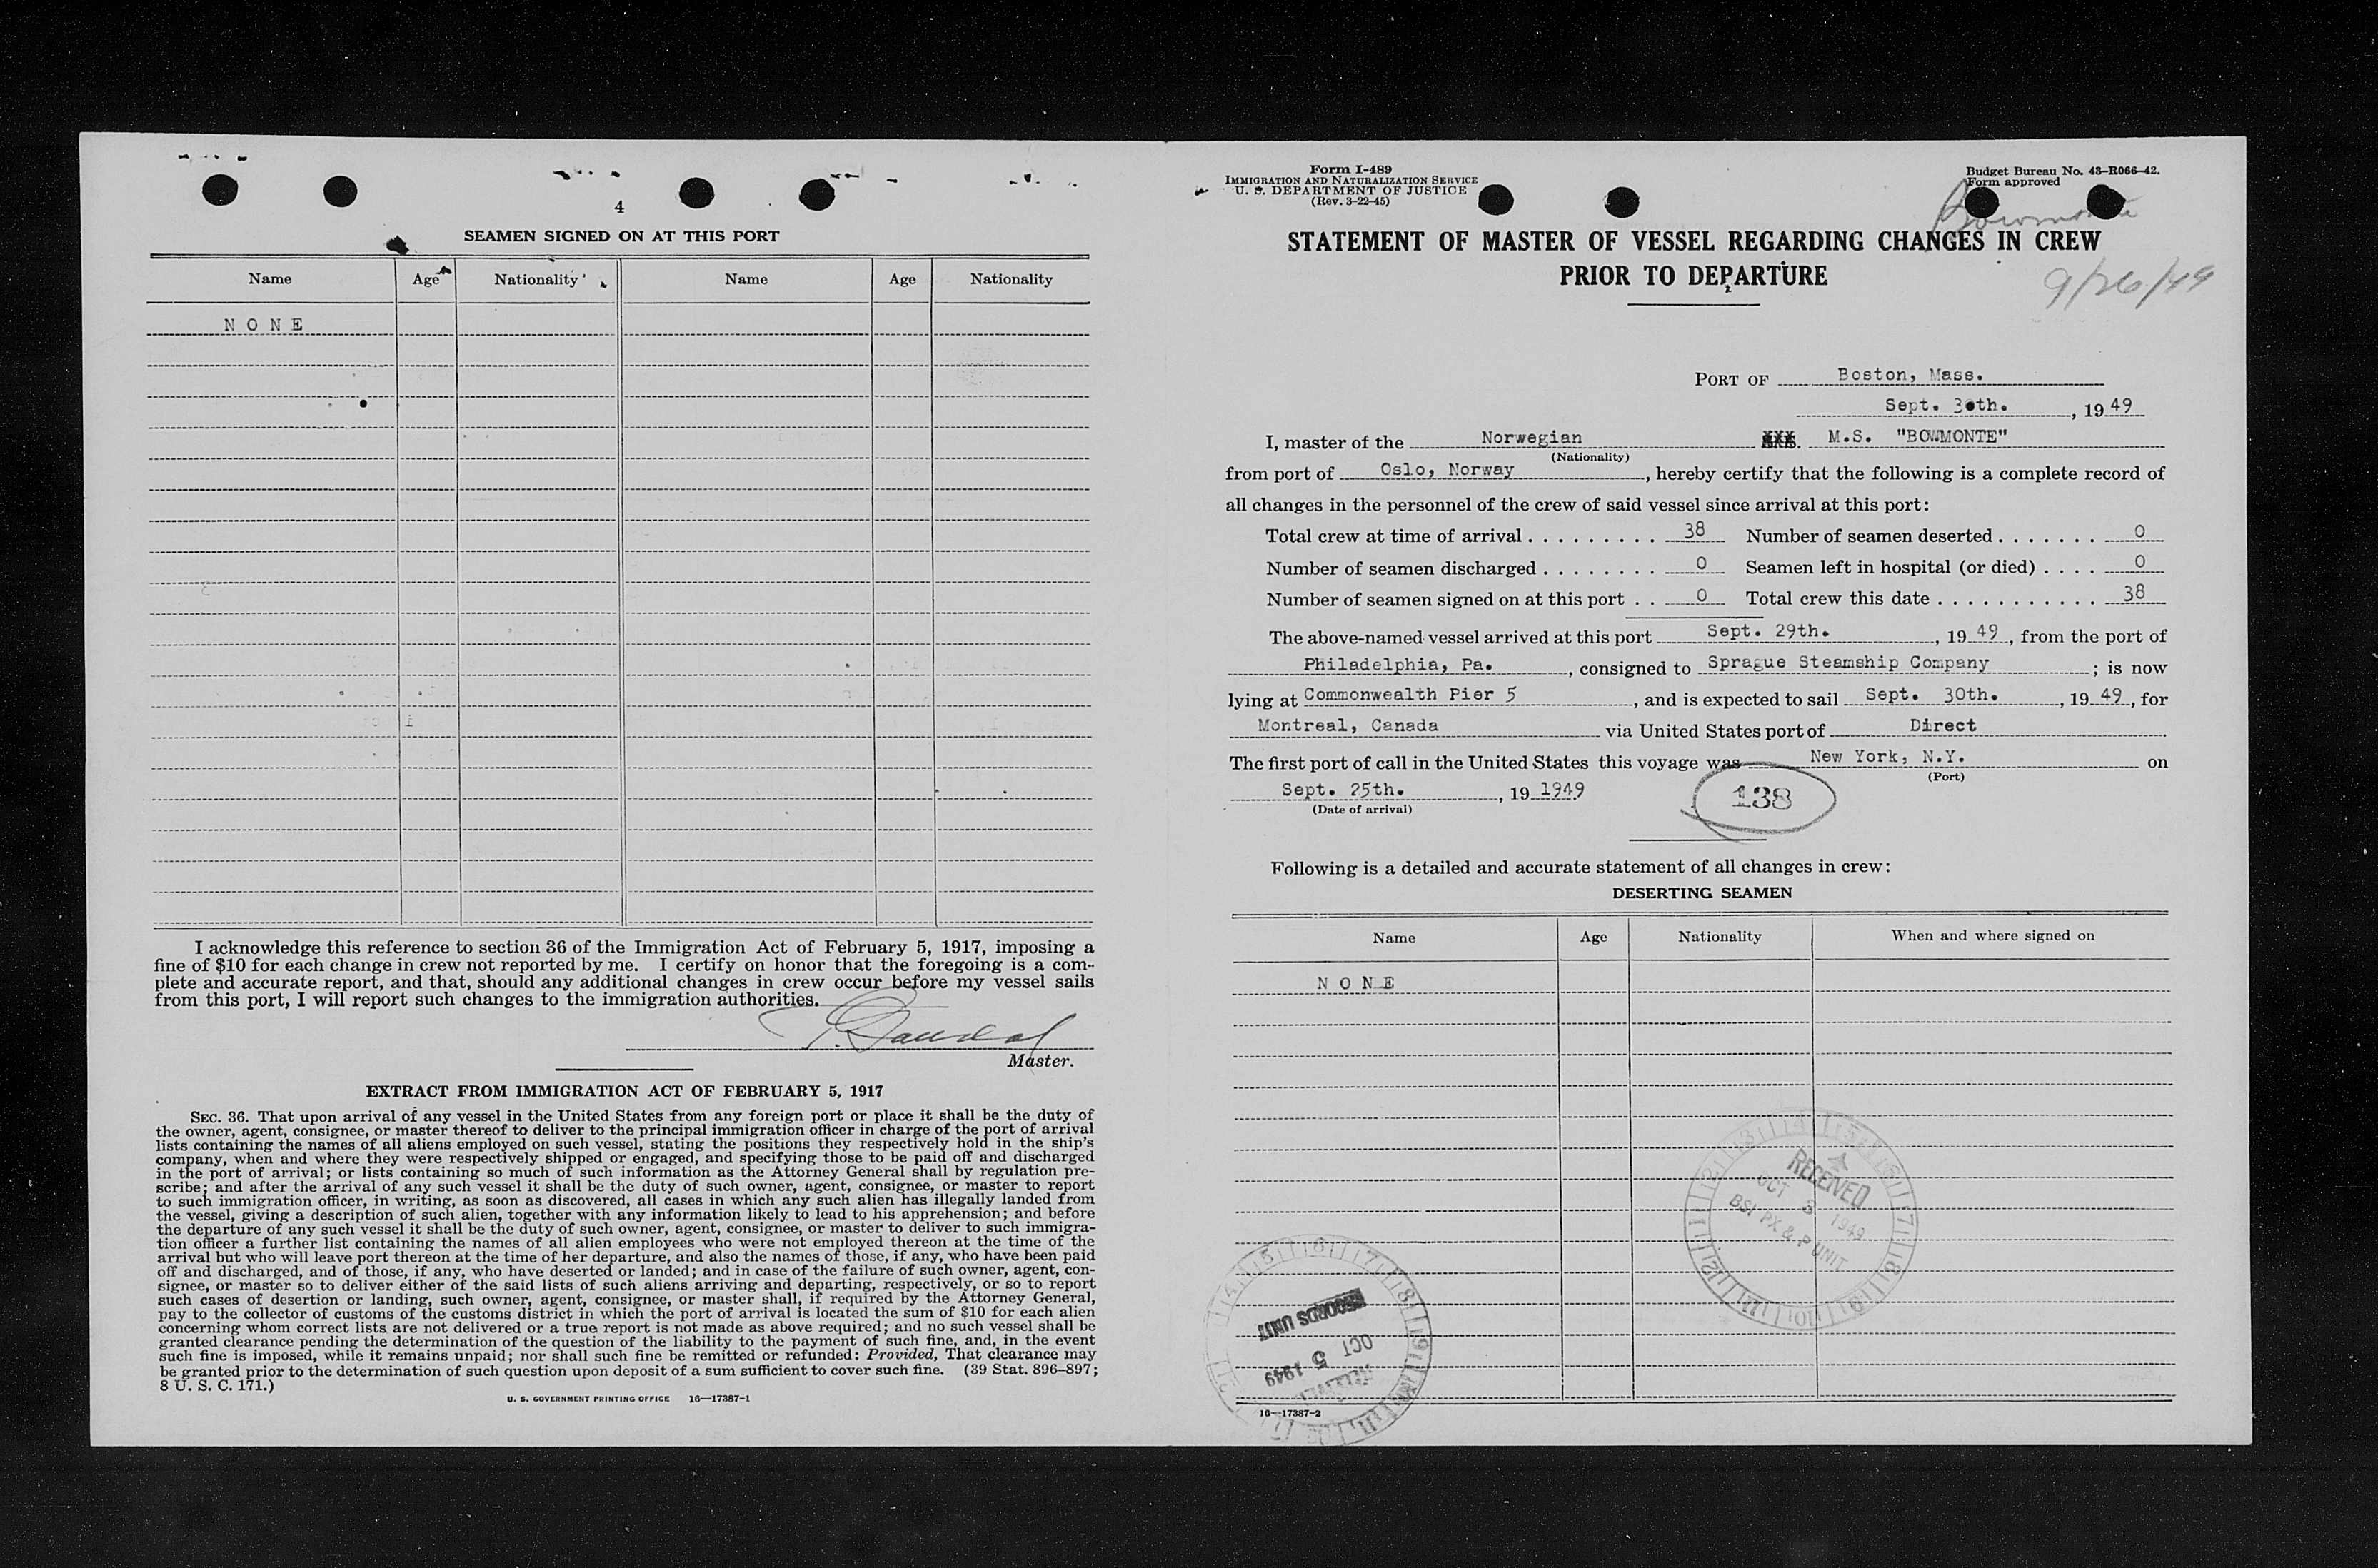 4
SEAMEN SIGNED ON AT THIS PORT
Name Age Nationality Name Age Nationality
NONE
I acknowledge this reference to section 36 of the Immigration Act of February 5, 1917, imposing a
fine of $10 for each change in crew not reported by me. I certify on honor that the foregoing is a com-
plete and accurate report, and that, should any additional changes in crew occur before my vessel sails
from this port, I will report such changes to the immigration authorities.
Master.
EXTRACT FROM IMMIGRATION ACT OF FEBRUARY 5, 1917
SEC. 36. That upon arrival of any vessel in the United States from any foreign port or place it shall be the duty of
the owner, agent, consignee, or master thereof to deliver to the principal immigration officer in charge of the port of arrival
lists containing the names of all aliens employed on such vessel, stating the positions they respectively hold in the ship's
company, when and where they were respectively shipped or engaged, and specifying those to be paid off and discharged
in the port of arrival; or lists containing so much of such information as the Attorney General shall by regulation pre-
scribe; and after the arrival of any such vessel it shall be the duty of such owner, agent, consignee, or master to report
to such immigration officer, in writing, as soon as discovered, all cases in which any such alien has illegally landed from
the vessel, giving a description of such alien, together with any information likely to lead to his apprehension; and before
the departure of any such vessel it shall be the duty of such owner, agent, consignee, or master to deliver to such immigra-
tion officer a further list containing the names of all alien employees who were not employed thereon at the time of the
arrival but who will leave port thereon at the time of her departure, and also the names of those, if any, who have been paid
off and discharged, and of those, if any, who have deserted or landed; and in case of the failure of such owner, agent, con-
signee, or master so to deliver either of the said lists of such aliens arriving and departing, respectively, or so to report
such cases of desertion or landing, such owner, agent, consignee, or master shall, if required by the Attorney General,
pay to the collector of customs of the customs district in which the port of arrival is located the sum of $10 for each alien
concerning whom correct lists are not delivered or a true report is not made as above required; and no such vessel shall be
granted clearance pending the determination of the question of the liability to the payment of such fine, and, in the event
such fine is imposed, while it remains unpaid; nor shall such fine be remitted or refunded: Provided, That clearance may
be granted prior to the determination of such question upon deposit of a sum sufficient to cover such fine. (39 Stat. 896–897;
8 U. S. C. 171.)
U. S. GOVERNMENT PRINTING OFFICE 16—17387-1
Form I-489
IMMIGRATION AND NATURALIZATION SERVICE
U. S. DEPARTMENT OF JUSTICE
(Rev. 3-22-45)
Budget Bureau No. 43-R066-42.
Form approved
Bowmonte
STATEMENT OF MASTER OF VESSEL REGARDING CHANGES IN CREW
PRIOR TO DEPARTURE
9/26/49
PORT OF Boston, Mass.
Sept. 30th., 19 49
I, master of the Norwegian XXX. M.S. "BOWMONTE"
(Nationality)
from port of Oslo, Norway, hereby certify that the following is a complete record of
all changes in the personnel of the crew of said vessel since arrival at this port:
Total crew at time of arrival . . . . . . . . . 38 Number of seamen deserted . . . . . . . 0
Number of seamen discharged . . . . . . . . 0 Seamen left in hospital (or died) . . . . 0
Number of seamen signed on at this port . . 0 Total crew this date . . . . . . . . . . . 38
The above-named vessel arrived at this port Sept. 29th., 19 49, from the port of
Philadelphia, Pa., consigned to Sprague Steamship Company; is now
lying at Commonwealth Pier 5, and is expected to sail Sept. 30th., 19 49, for
Montreal, Canada via United States port of Direct
The first port of call in the United States this voyage was New York, N.Y. on
(Port)
Sept. 25th., 19 1949
(Date of arrival)
138
Following is a detailed and accurate statement of all changes in crew:
DESERTING SEAMEN
Name Age Nationality When and where signed on
NONE
RECEIVED
OCT 3 1949
BSI PX & P UNIT
RECORDS UNIT
OCT 5 1949
16—17387-2